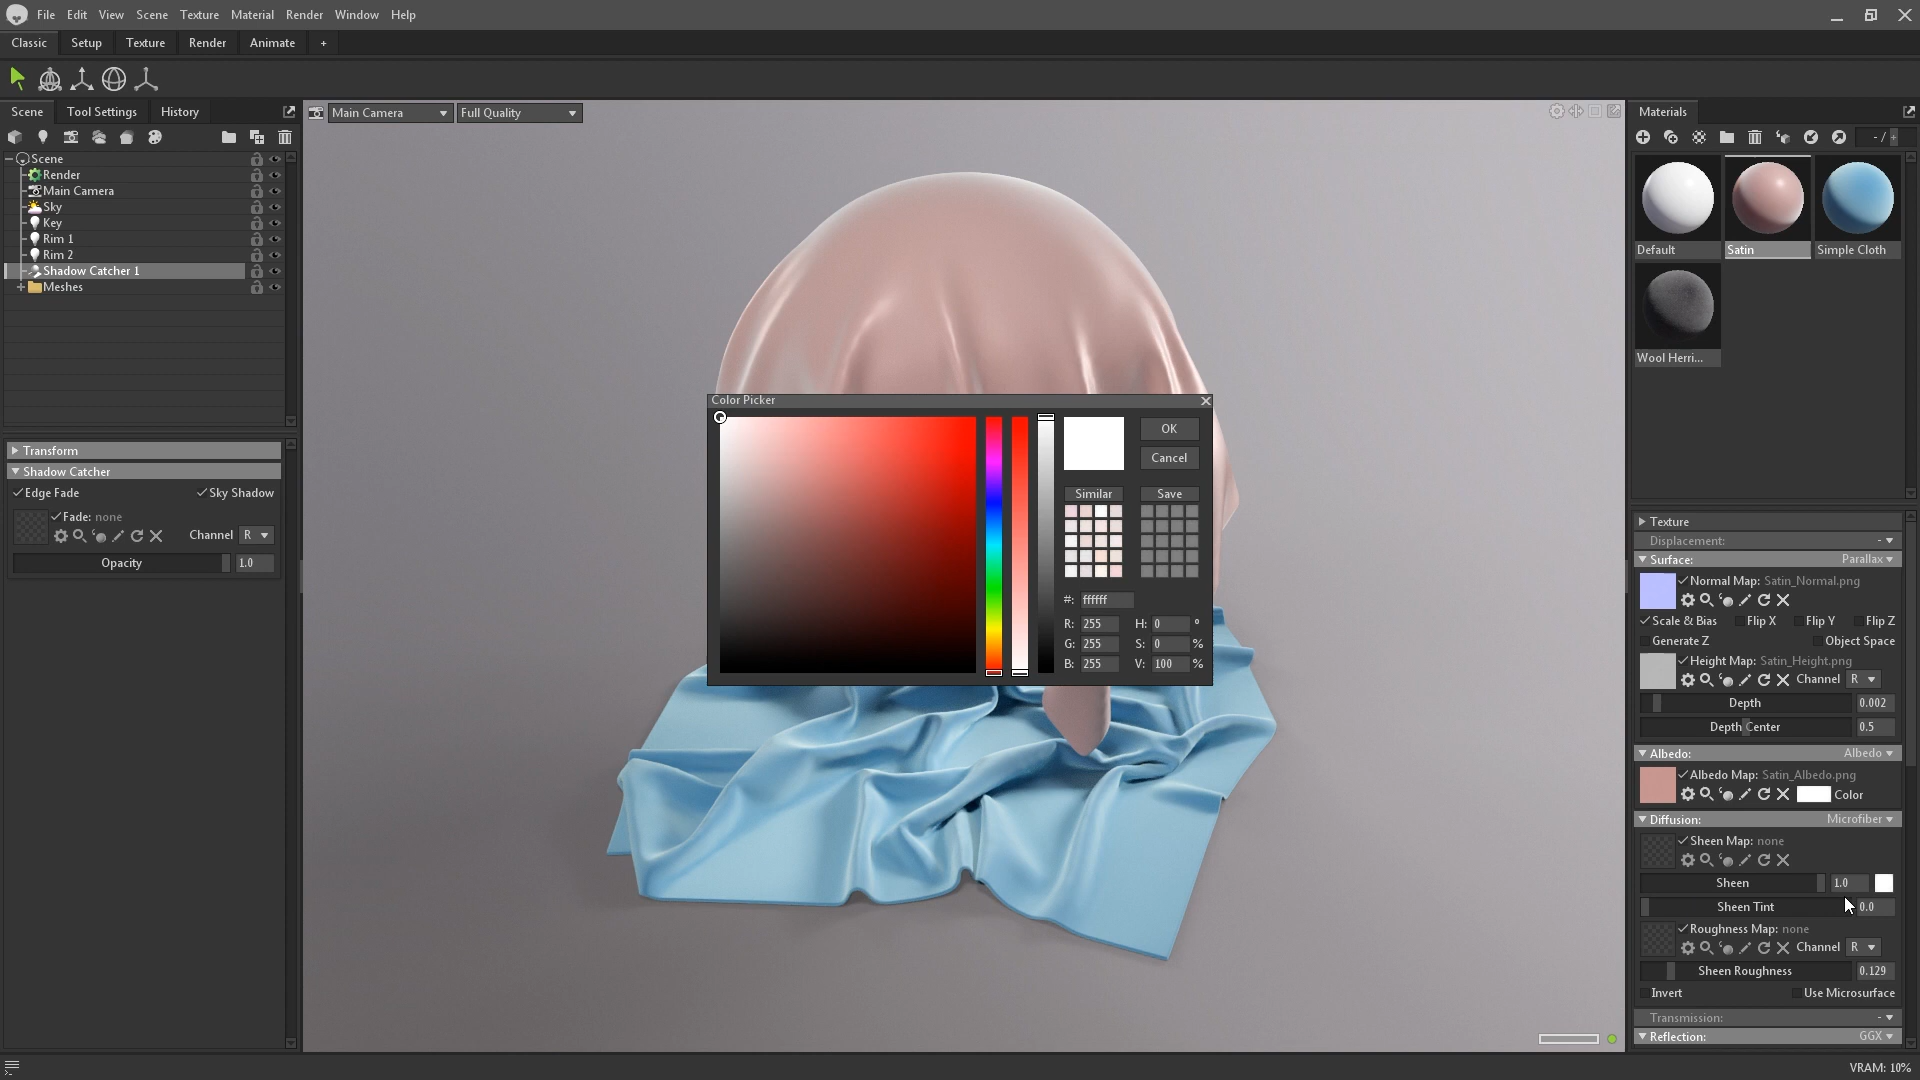 File Edit View Scene Texture Material Render Window Help
Classic Setup Texture Render Animate +
Scene Tool Settings History
Scene
Render
Main Camera
Sky
Key
Rim 1
Rim 2
Shadow Catcher 1
Meshes
Transform
Shadow Catcher
Edge Fade Sky Shadow
Fade: none
Channel R
Opacity 1.0
Main Camera Full Quality
Color Picker
OK
Cancel
Similar Save
#: ffffff
R: 255 H: 0 °
G: 255 S: 0 %
B: 255 V: 100 %
Materials
- / +
Default Satin Simple Cloth
Wool Herri...
Texture
Displacement: -
Surface: Parallax
Normal Map: Satin_Normal.png
Scale & Bias Flip X Flip Y Flip Z
Generate Z Object Space
Height Map: Satin_Height.png
Channel R
Depth 0.002
Depth Center 0.5
Albedo: Albedo
Albedo Map: Satin_Albedo.png
Color
Diffusion: Microfiber
Sheen Map: none
Sheen 1.0
Sheen Tint 0.0
Roughness Map: none
Channel R
Sheen Roughness 0.129
Invert Use Microsurface
Transmission: -
Reflection: GGX
VRAM: 10%